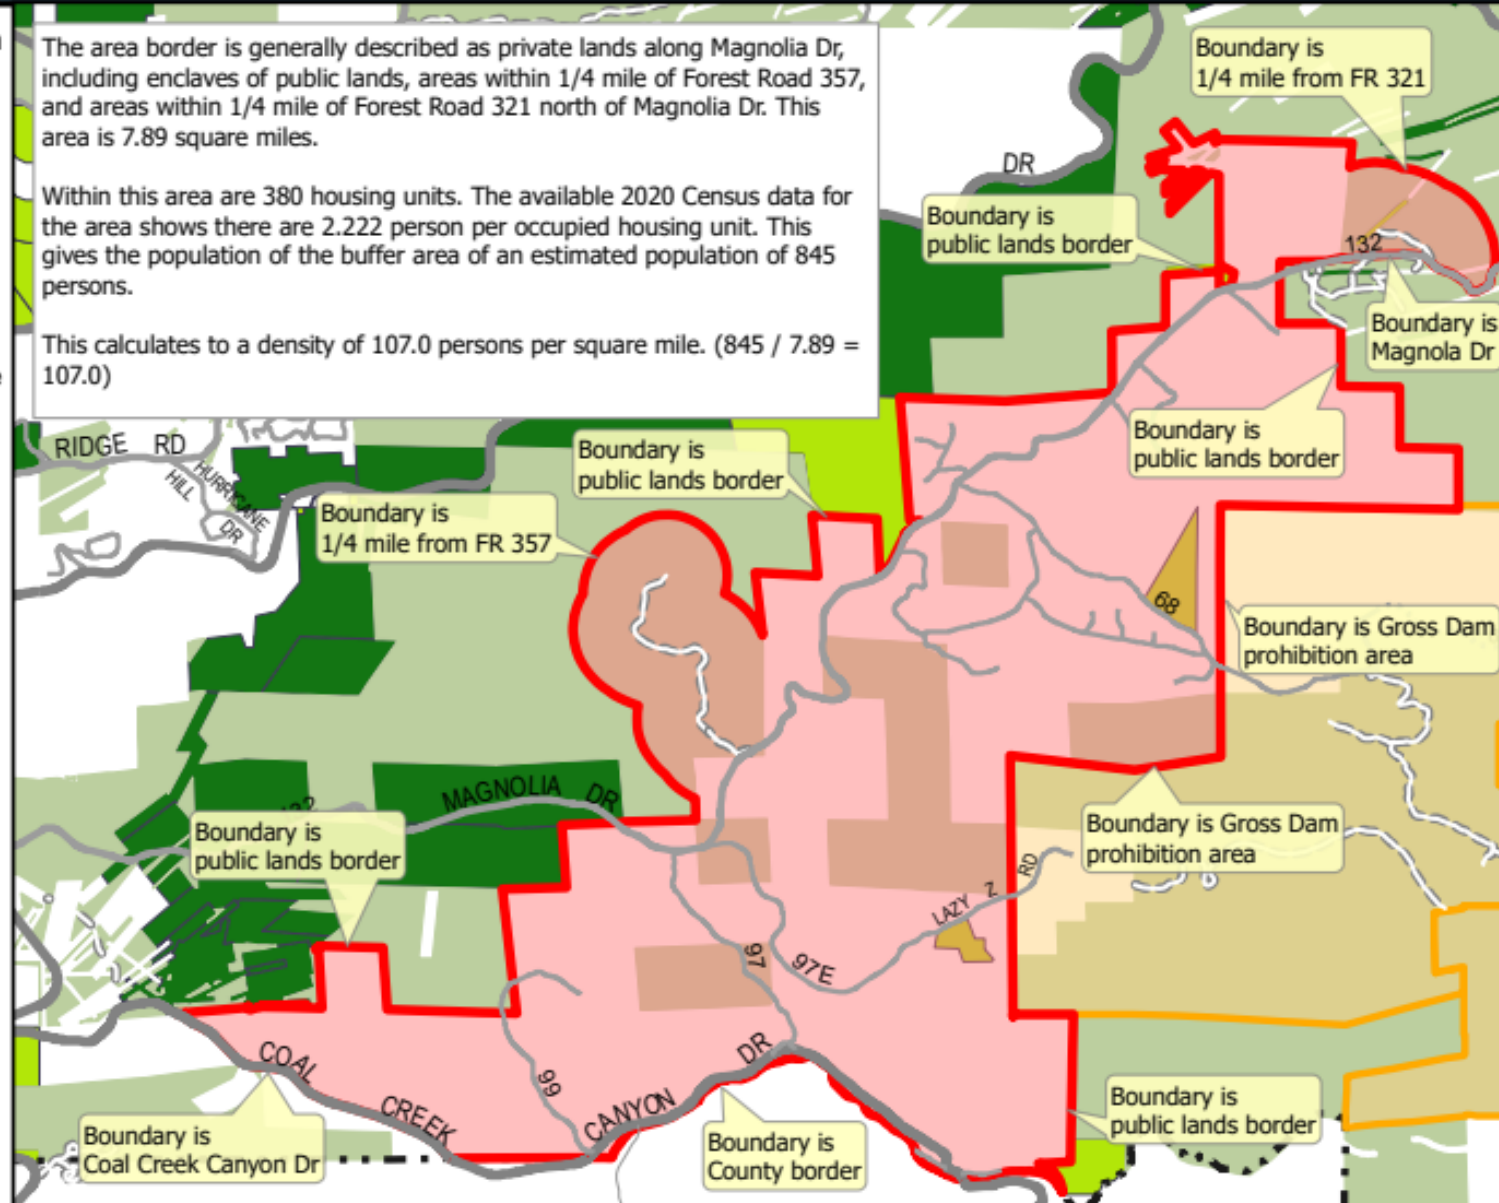 The area border is generally described as private lands along Magnolia Dr,
including enclaves of public lands, areas within 1/4 mile of Forest Road 357,
and areas within 1/4 mile of Forest Road 321 north of Magnolia Dr. This
area is 7.89 square miles.
Within this area are 380 housing units. The available 2020 Census data for
the area shows there are 2.222 person per occupied housing unit. This
gives the population of the buffer area of an estimated population of 845
persons.
This calculates to a density of 107.0 persons per square mile. (845 / 7.89 =
107.0)
Boundary is
1/4 mile from FR 321
DR
Boundary is
public lands border
132
Boundary is
Magnola Dr
Boundary is
public lands border
RIDGE RD
HURRICANE
HILL
DR
Boundary is
public lands border
Boundary is
1/4 mile from FR 357
68
Boundary is Gross Dam
prohibition area
MAGNOLIA DR
Boundary is
public lands border
Boundary is Gross Dam
prohibition area
LAZY Z RD
97
97E
99
COAL
CREEK
CANYON
DR
Boundary is
Coal Creek Canyon Dr
Boundary is
County border
Boundary is
public lands border